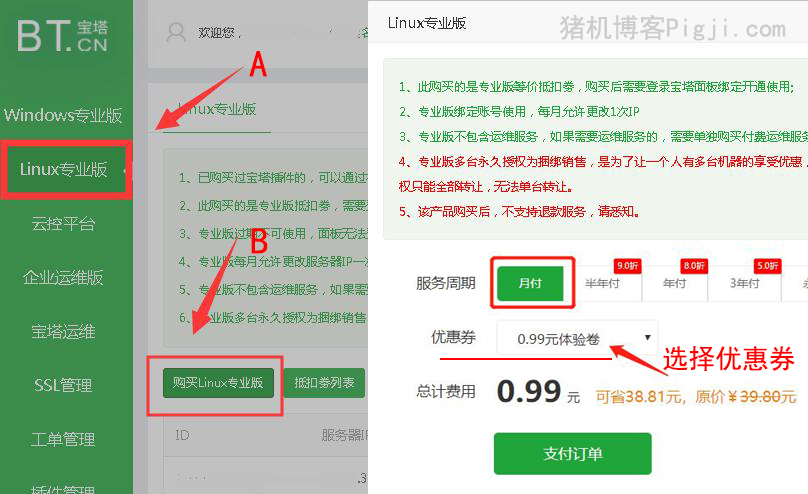 BT.宝塔.CN
Windows专业版
Linux专业版
云控平台
企业运维版
宝塔运维
SSL管理
工单管理
插件管理
欢迎您，
A
Linux专业版
1、已购买过宝塔插件的，可以通过
2、此购买的是专业版抵扣券，需要
3、专业版过期不可使用，面板无法
4、专业版每月允许更改服务器IP一次
5、专业版不包含运维服务，如果需
6、专业版多台永久授权为捆绑销售
B
购买Linux专业版
抵扣券列表
ID
服务器IP
Linux专业版
猪机博客Pigji.com
1、此购买的是专业版等价抵扣券，购买后需要登录宝塔面板绑定开通使用;
2、专业版绑定账号使用，每月允许更改1次IP
3、专业版不包含运维服务，如果需要运维服务的，需要单独购买付费运维服务
4、专业版多台永久授权为捆绑销售，是为了让一个人有多台机器的享受优惠，
权只能全部转让，无法单台转让。
5、该产品购买后，不支持退款服务，请悉知。
服务周期
月付
半年付
9.0折
年付
8.0折
3年付
5.0折
优惠券
0.99元体验卷
选择优惠券
总计费用
0.99 元
可省38.81元，原价￥39.80元
支付订单